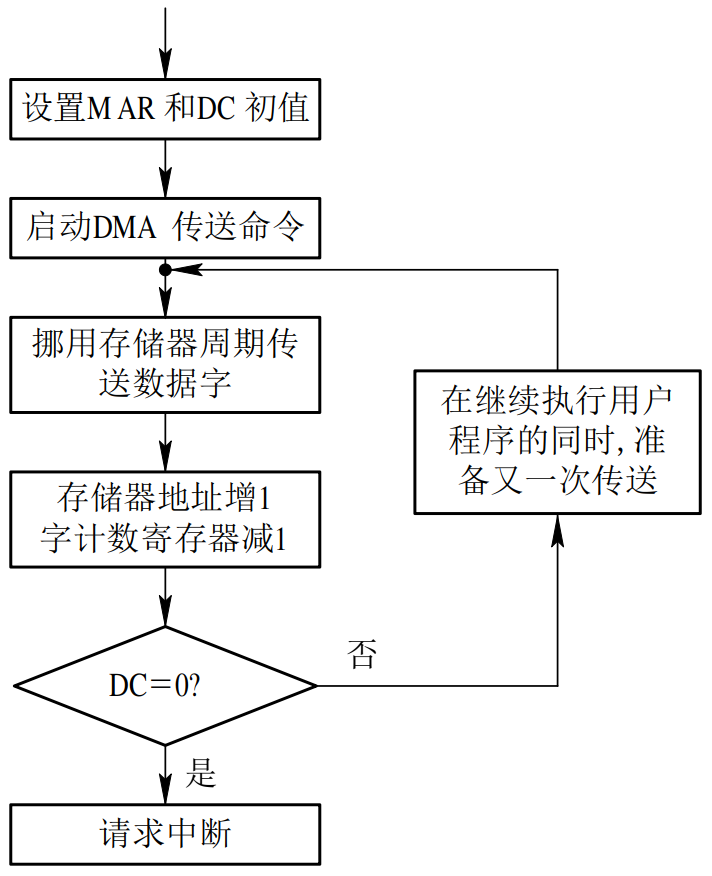 设置MAR和DC初值
启动DMA 传送命令
挪用存储器周期传
送数据字
在继续执行用户
程序的同时,准
备又一次传送
存储器地址增1
字计数寄存器减1
否
DC=0?
是
请求中断